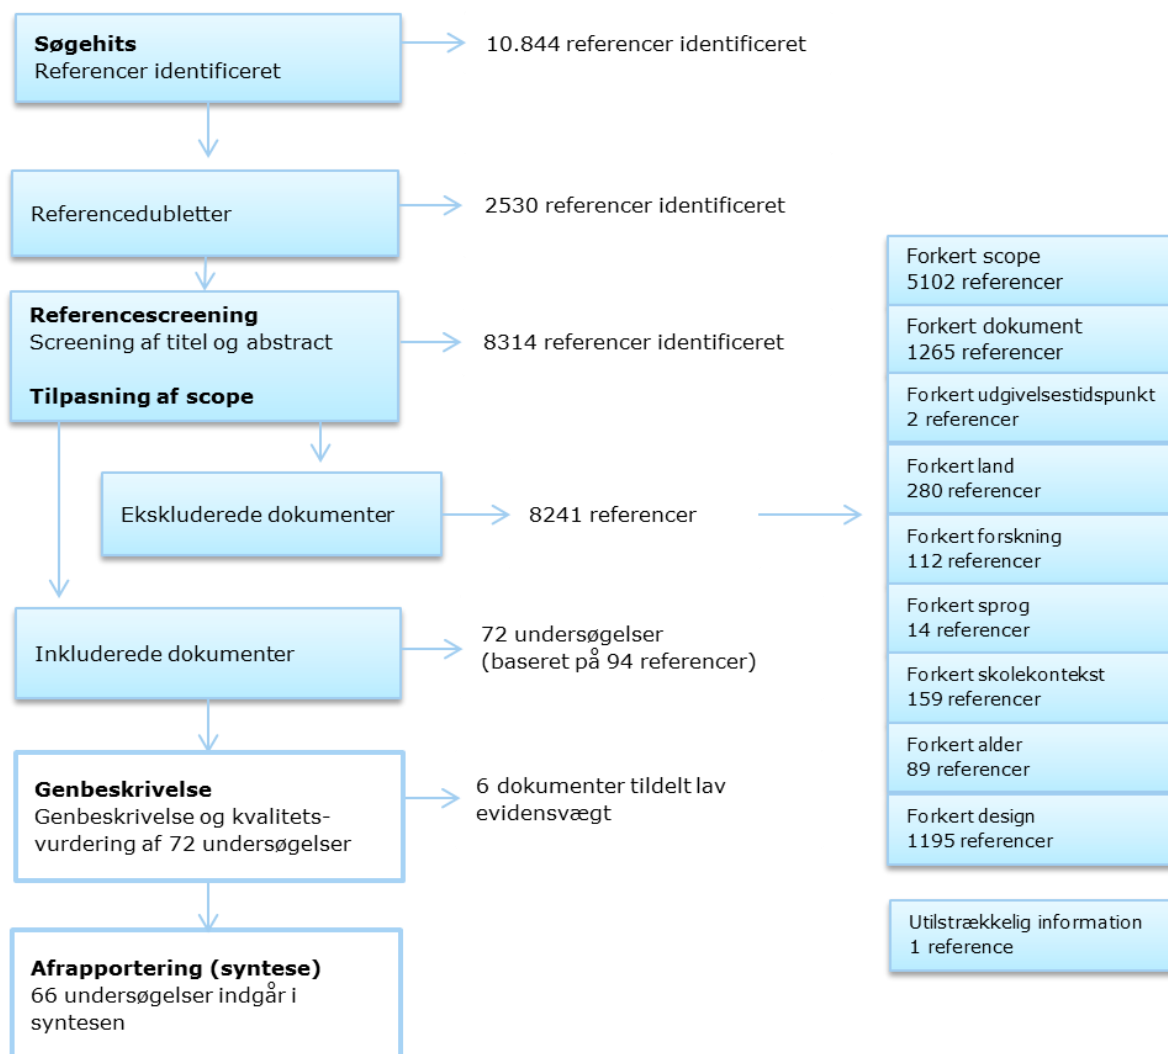 Søgehits
Referencer identificeret
10.844 referencer identificeret
Referencedubletter
2530 referencer identificeret
Referencescreening
Screening af titel og abstract
Tilpasning af scope
8314 referencer identificeret
Ekskluderede dokumenter
8241 referencer
Inkluderede dokumenter
72 undersøgelser
(baseret på 94 referencer)
Genbeskrivelse
Genbeskrivelse og kvalitets-
vurdering af 72 undersøgelser
6 dokumenter tildelt lav
evidensvægt
Afrapportering (syntese)
66 undersøgelser indgår i
syntesen
Forkert scope
5102 referencer
Forkert dokument
1265 referencer
Forkert udgivelsestidspunkt
2 referencer
Forkert land
280 referencer
Forkert forskning
112 referencer
Forkert sprog
14 referencer
Forkert skolekontekst
159 referencer
Forkert alder
89 referencer
Forkert design
1195 referencer
Utilstrækkelig information
1 reference